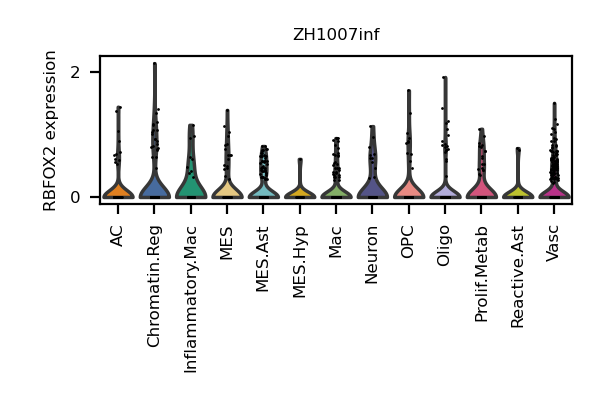 ZH1007inf
RBFOX2 expression
2
0
AC
Chromatin.Reg
Inflammatory.Mac
MES
MES.Ast
MES.Hyp
Mac
Neuron
OPC
Oligo
Prolif.Metab
Reactive.Ast
Vasc